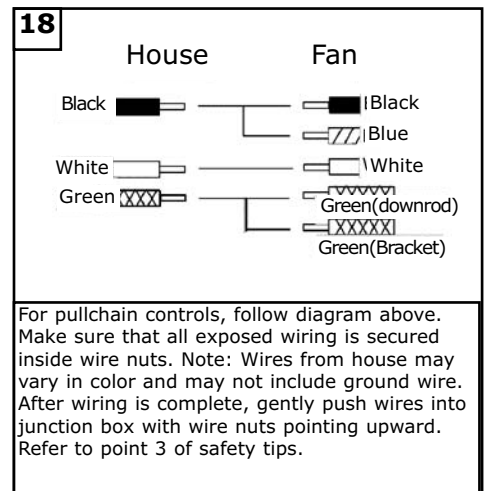 18
House Fan
Black Black
Blue
White White
Green Green(downrod)
Green(Bracket)
For pullchain controls, follow diagram above.
Make sure that all exposed wiring is secured
inside wire nuts. Note: Wires from house may
vary in color and may not include ground wire.
After wiring is complete, gently push wires into
junction box with wire nuts pointing upward.
Refer to point 3 of safety tips.